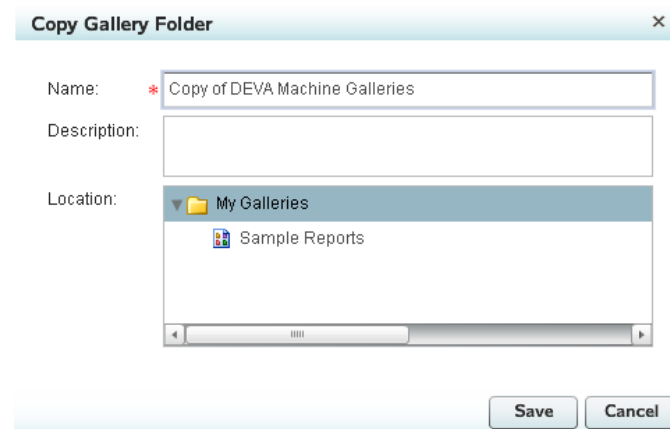 Copy Gallery Folder
Name: * Copy of DEVA Machine Galleries
Description:
Location:
My Galleries
Sample Reports
Save Cancel